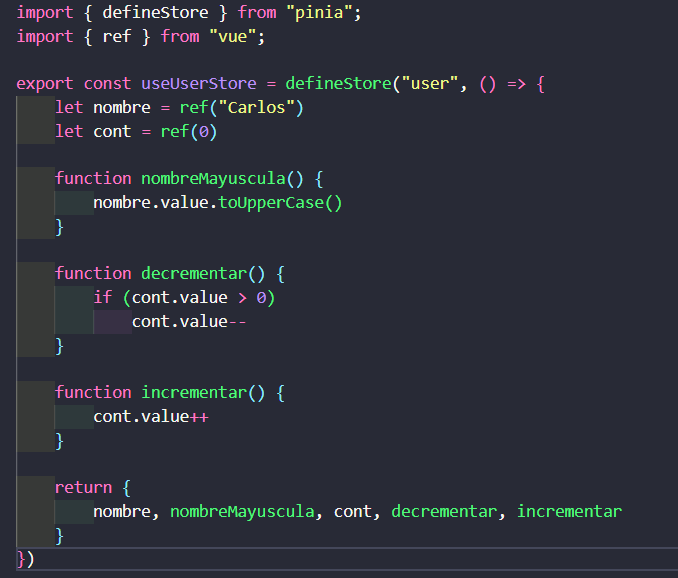 import { defineStore } from "pinia";
import { ref } from "vue";
export const useUserStore = defineStore("user", () => {
    let nombre = ref("Carlos")
    let cont = ref(0)
    function nombreMayuscula() {
        nombre.value.toUpperCase()
    }
    function decrementar() {
        if (cont.value > 0)
            cont.value--
    }
    function incrementar() {
        cont.value++
    }
    return {
        nombre, nombreMayuscula, cont, decrementar, incrementar
    }
})